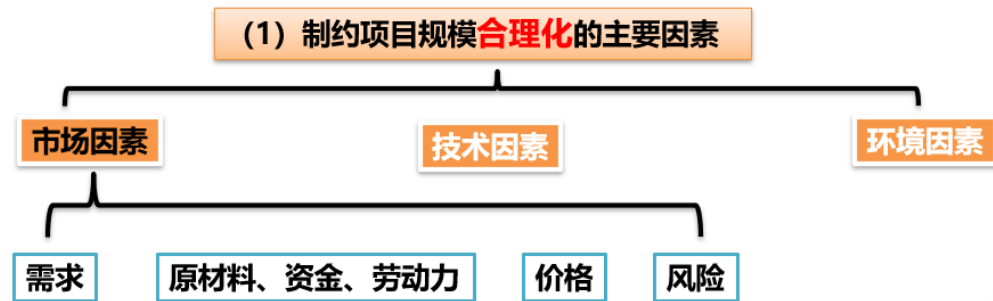 （1）制约项目规模合理化的主要因素
市场因素
技术因素
环境因素
需求
原材料、资金、劳动力
价格
风险